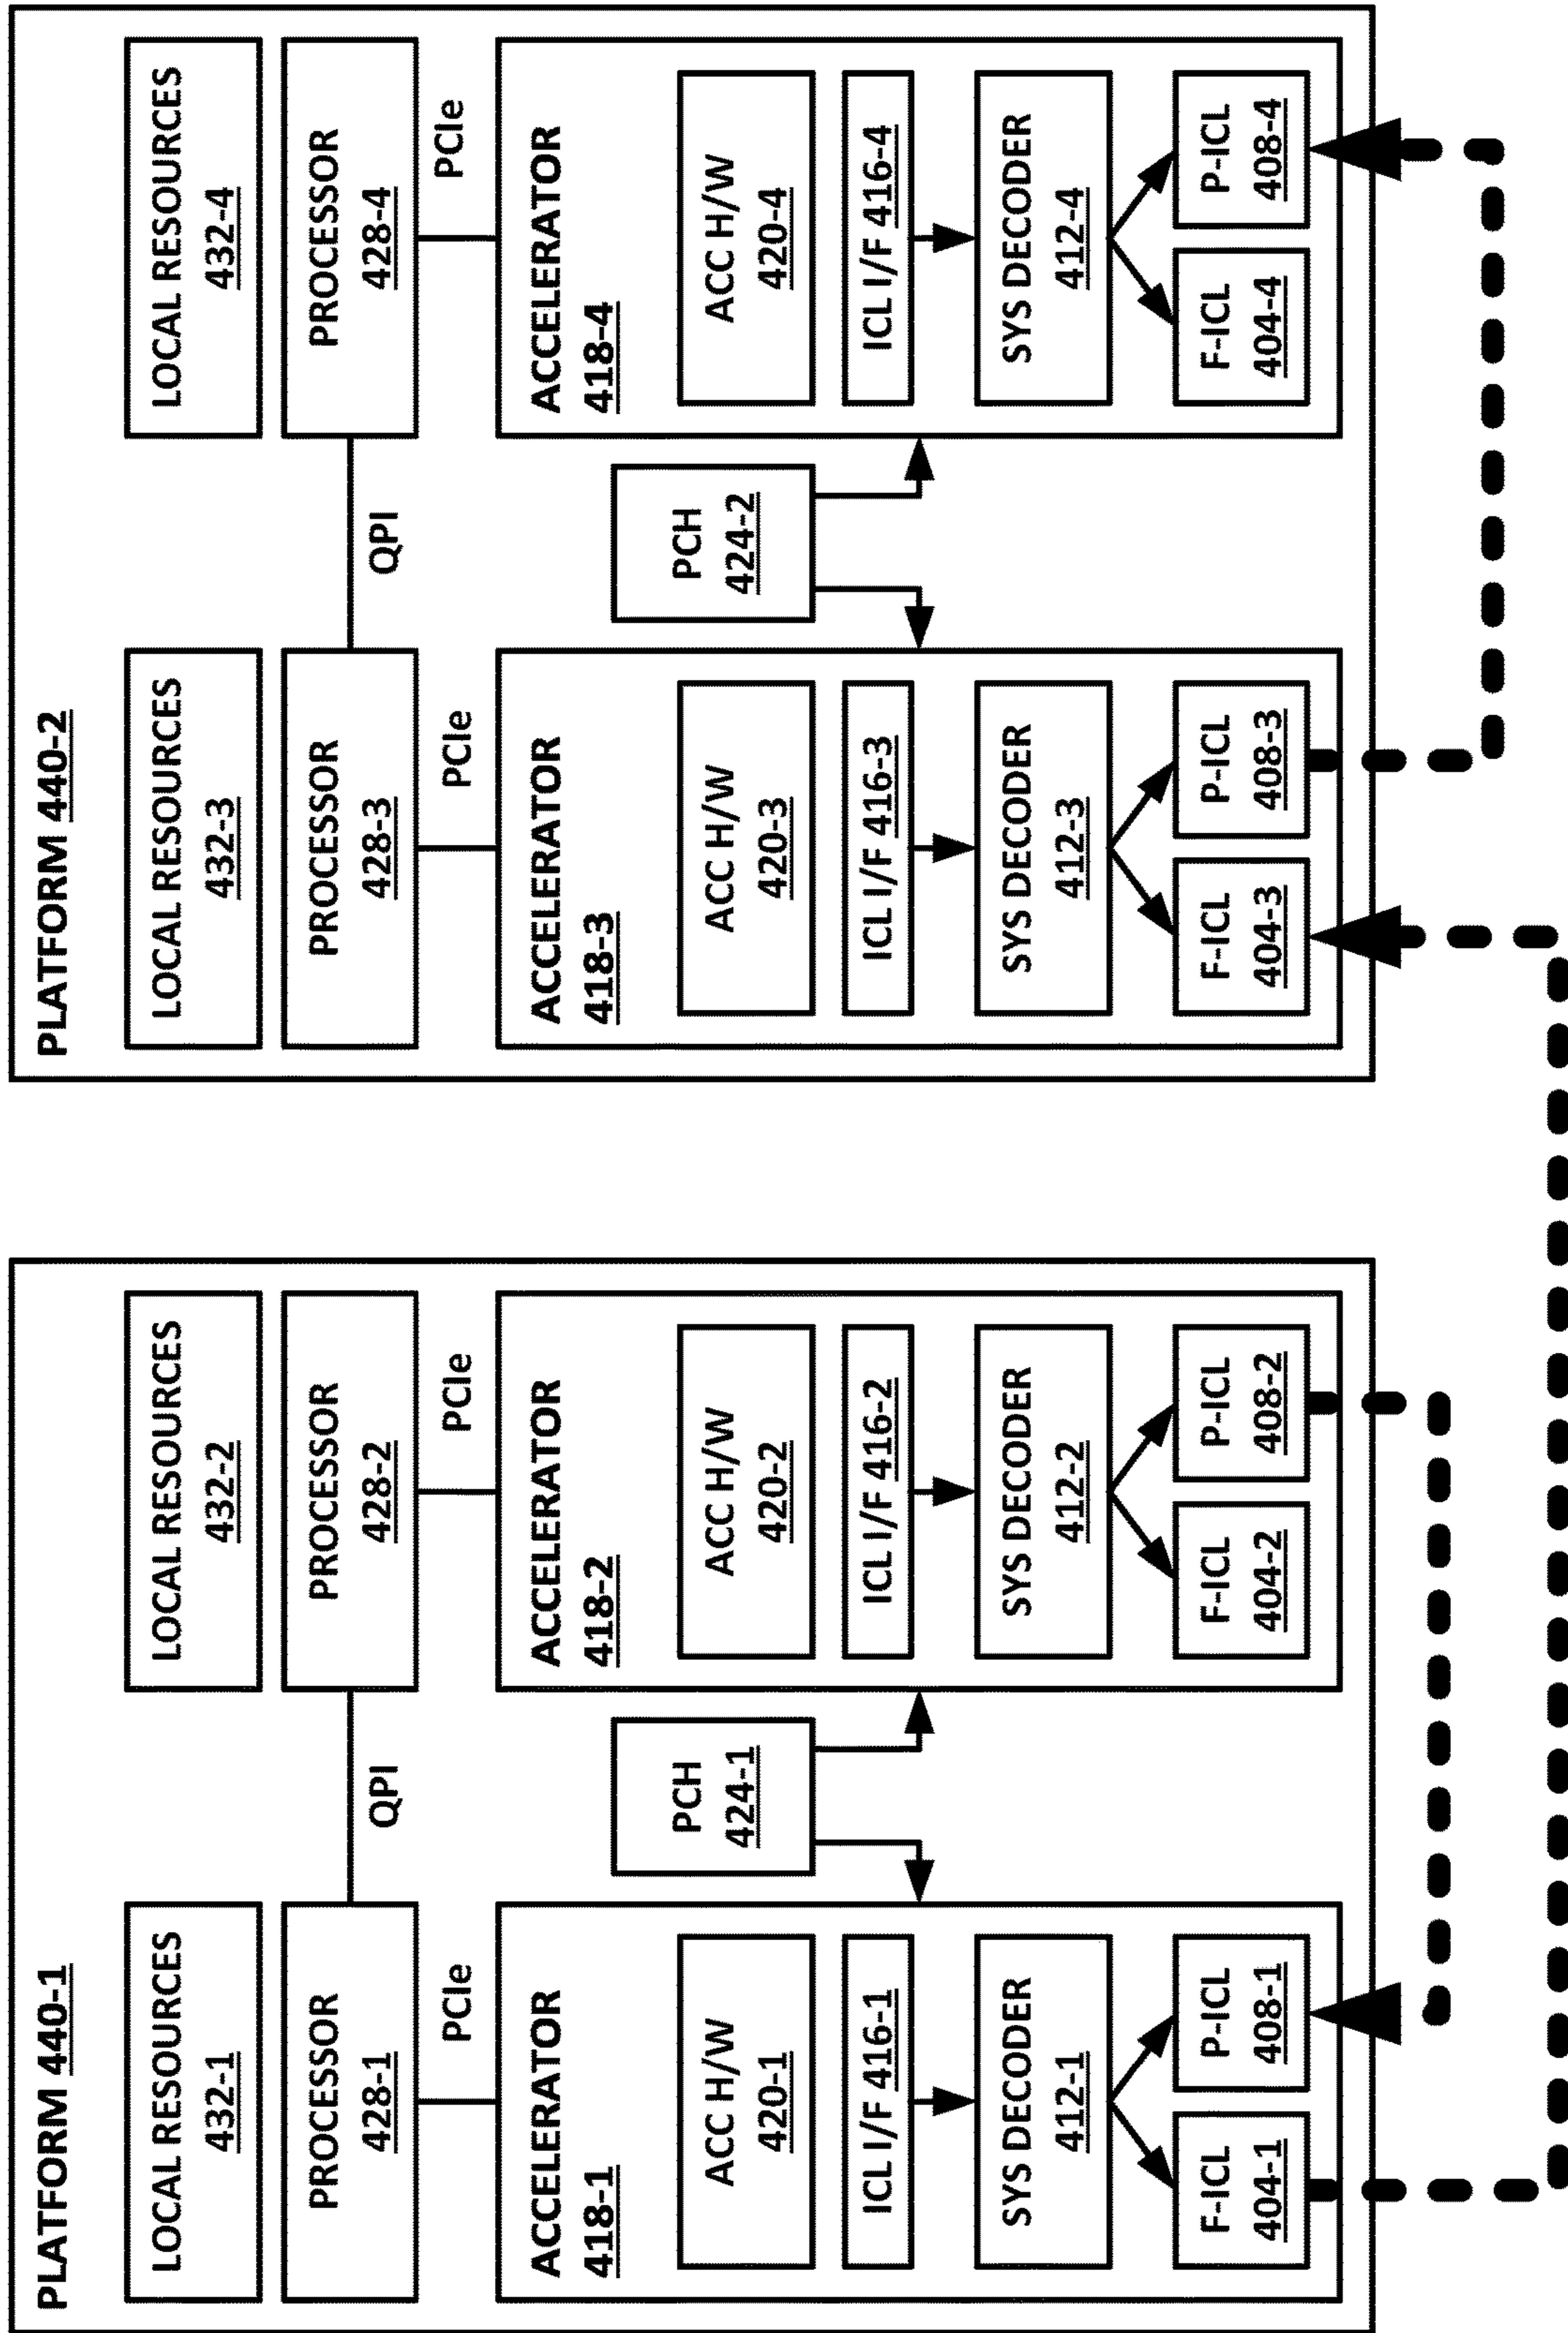 PLATFORM 440-1
LOCAL RESOURCES
432-1
PROCESSOR
428-1
QPI
LOCAL RESOURCES
432-2
PROCESSOR
428-2
PCIe
PCIe
ACCELERATOR
418-1
ACC H/W
420-1
ICL I/F 416-1
SYS DECODER
412-1
F-ICL
404-1
P-ICL
408-1
PCH
424-1
ACCELERATOR
418-2
ACC H/W
420-2
ICL I/F 416-2
SYS DECODER
412-2
F-ICL
404-2
P-ICL
408-2
PLATFORM 440-2
LOCAL RESOURCES
432-3
PROCESSOR
428-3
QPI
LOCAL RESOURCES
432-4
PROCESSOR
428-4
PCIe
PCIe
ACCELERATOR
418-3
ACC H/W
420-3
ICL I/F 416-3
SYS DECODER
412-3
F-ICL
404-3
P-ICL
408-3
PCH
424-2
ACCELERATOR
418-4
ACC H/W
420-4
ICL I/F 416-4
SYS DECODER
412-4
F-ICL
404-4
P-ICL
408-4